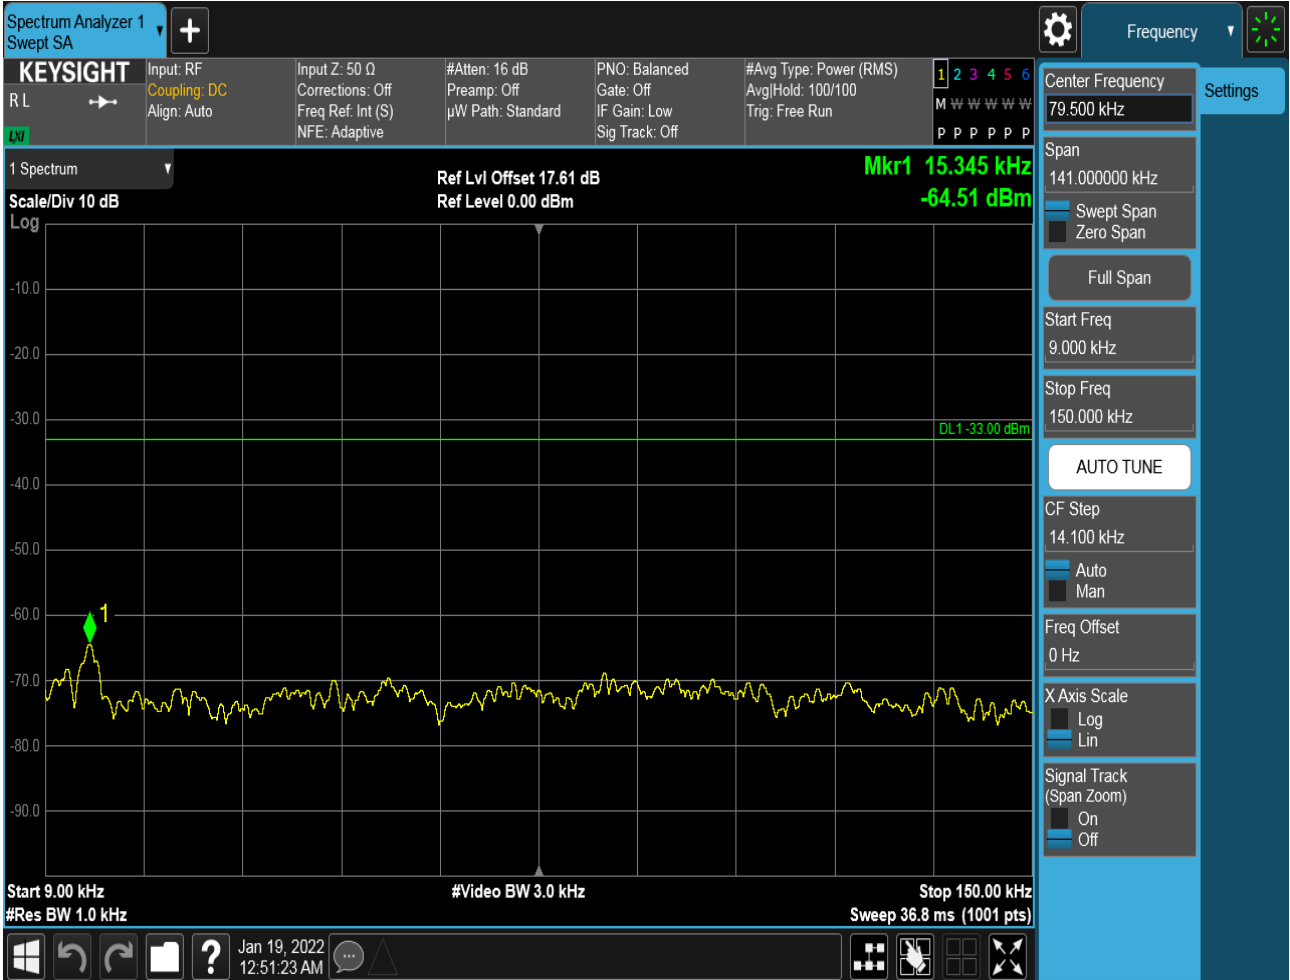 Spectrum Analyzer 1
Swept SA
+
Frequency
KEYSIGHT
R L
LXI
Input: RF
Coupling: DC
Align: Auto
Input Z: 50 Ω
Corrections: Off
Freq Ref: Int (S)
NFE: Adaptive
#Atten: 16 dB
Preamp: Off
µW Path: Standard
PNO: Balanced
Gate: Off
IF Gain: Low
Sig Track: Off
#Avg Type: Power (RMS)
Avg|Hold: 100/100
Trig: Free Run
1 2 3 4 5 6
M W W W W W
P P P P P P
1 Spectrum
Scale/Div 10 dB
Log
Ref Lvl Offset 17.61 dB
Ref Level 0.00 dBm
Mkr1 15.345 kHz
-64.51 dBm
-10.0
-20.0
-30.0
DL1 -33.00 dBm
-40.0
-50.0
-60.0
1
-70.0
-80.0
-90.0
Start 9.00 kHz
#Res BW 1.0 kHz
#Video BW 3.0 kHz
Stop 150.00 kHz
Sweep 36.8 ms (1001 pts)
Center Frequency
79.500 kHz
Span
141.000000 kHz
Swept Span
Zero Span
Full Span
Start Freq
9.000 kHz
Stop Freq
150.000 kHz
AUTO TUNE
CF Step
14.100 kHz
Auto
Man
Freq Offset
0 Hz
X Axis Scale
Log
Lin
Signal Track
(Span Zoom)
On
Off
Settings
?
Jan 19, 2022
12:51:23 AM